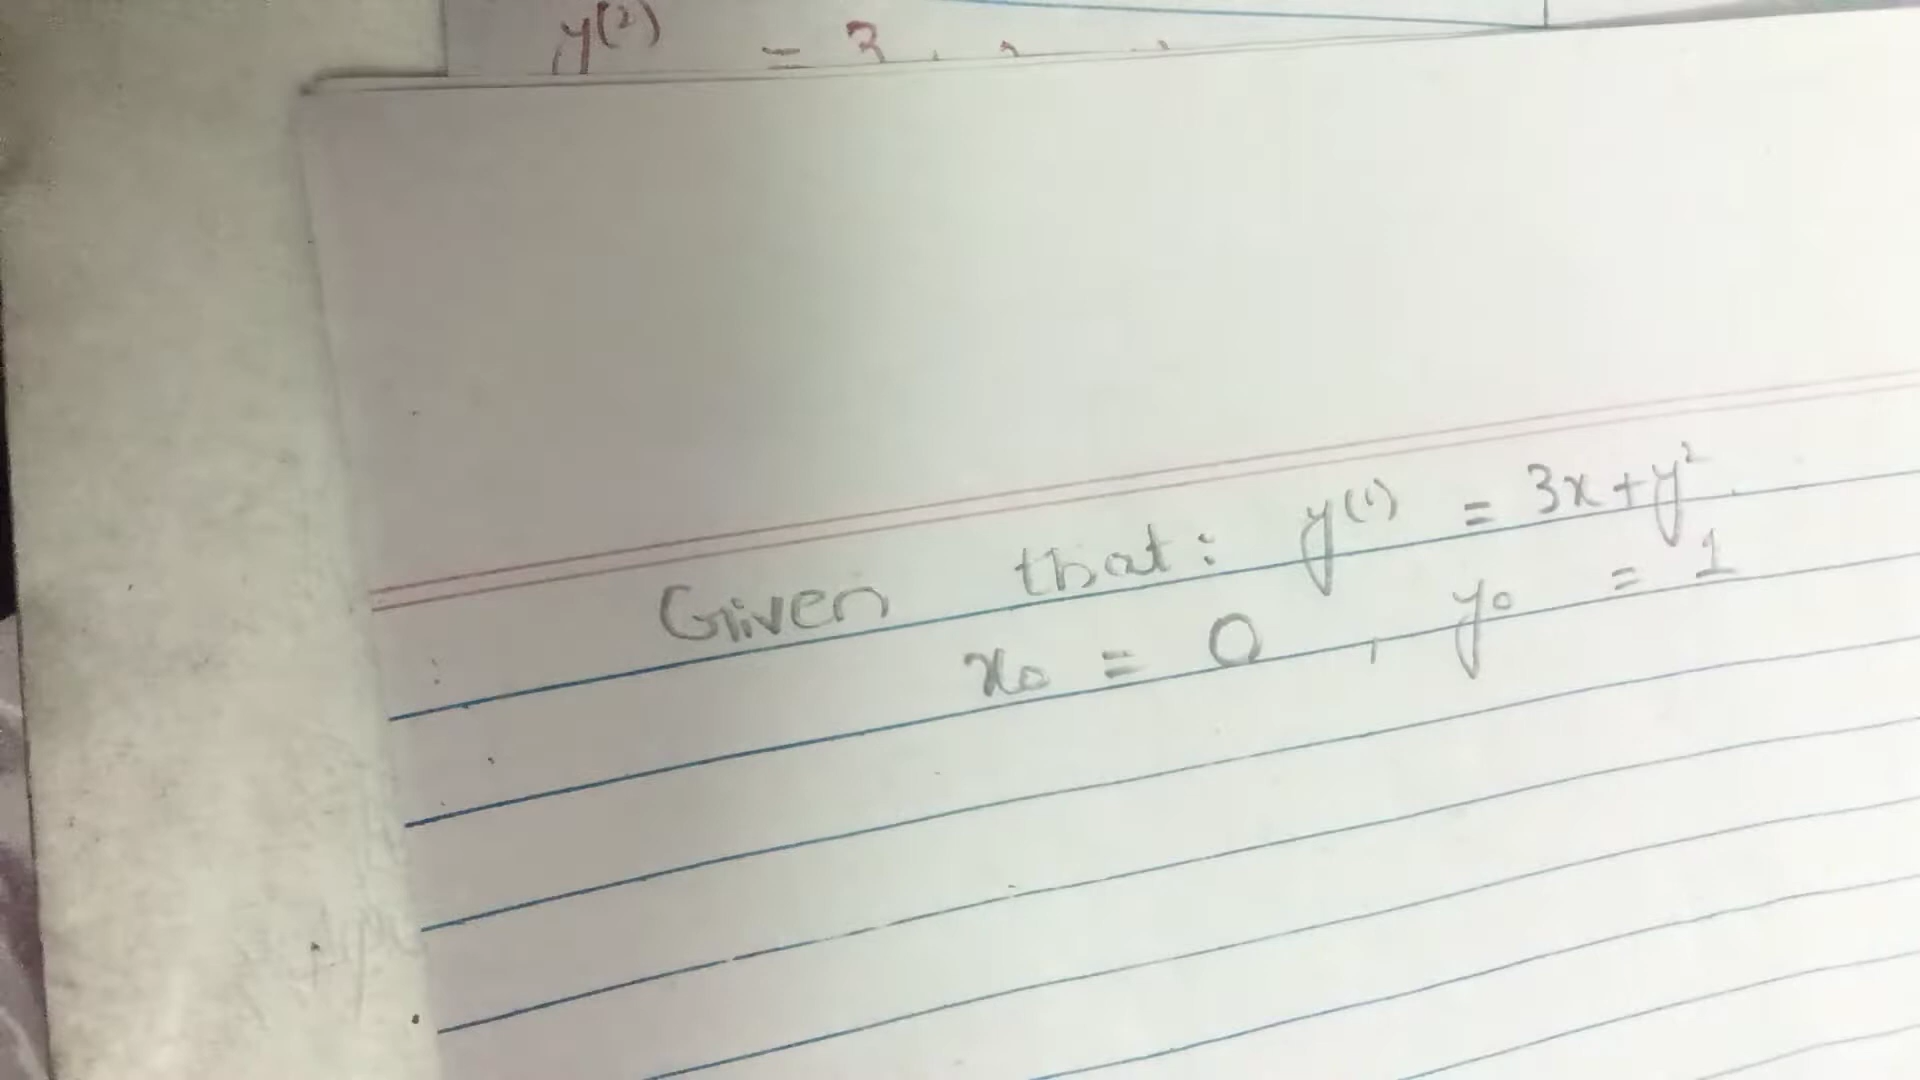 y⁽²⁾ = 3
Given that: y⁽¹⁾ = 3x + y²
x₀ = 0 , y₀ = 1